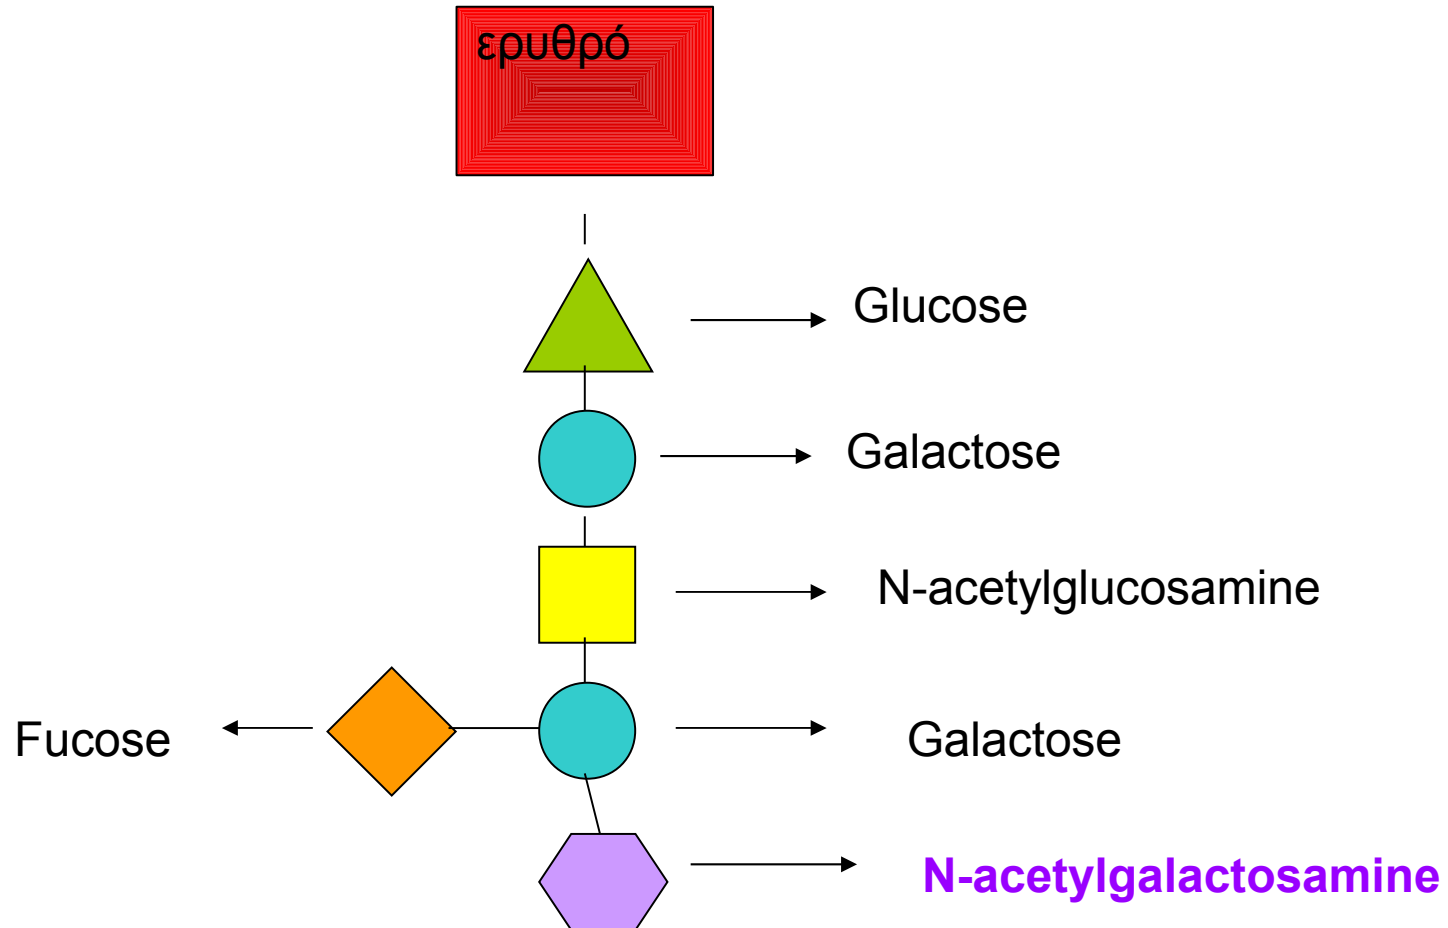 ερυθρό
Glucose
Galactose
N-acetylglucosamine
Fucose
Galactose
N-acetylgalactosamine